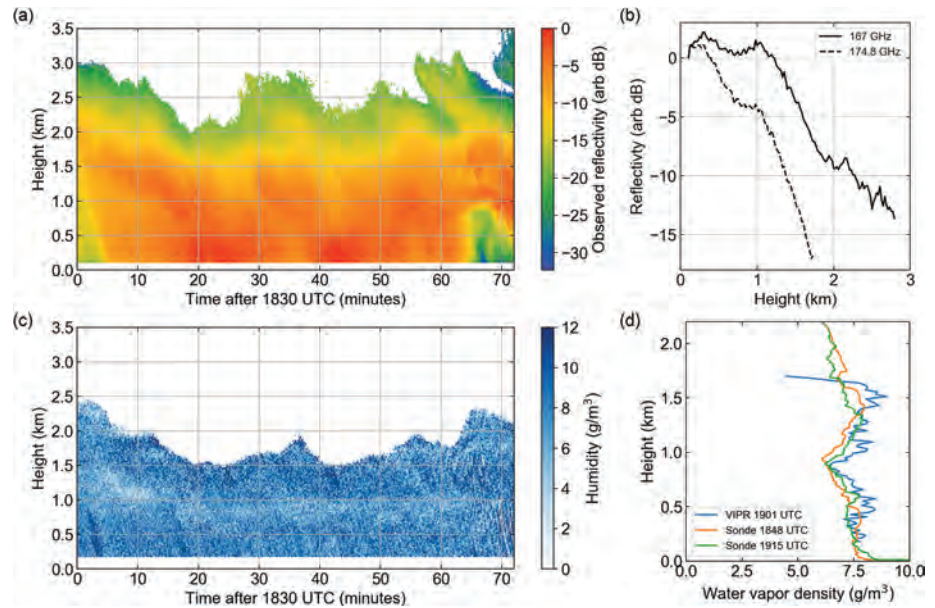 (a)
3.5
3.0
2.5
2.0
1.5
1.0
0.5
0.0
Height (km)
0 10 20 30 40 50 60 70
Time after 1830 UTC (minutes)
0
−5
−10
−15
−20
−25
−30
Observed reflectivity (arb dB)
(b)
167 GHz
174.8 GHz
0
−5
−10
−15
Reflectivity (arb dB)
0 1 2 3
Height (km)
(c)
3.5
3.0
2.5
2.0
1.5
1.0
0.5
0.0
Height (km)
0 10 20 30 40 50 60 70
Time after 1830 UTC (minutes)
12
10
8
6
4
2
0
Humidity (g/m³)
(d)
2.0
1.5
1.0
0.5
0.0
Height (km)
VIPR 1901 UTC
Sonde 1848 UTC
Sonde 1915 UTC
0.0 2.5 5.0 7.5 10.0
Water vapor density (g/m³)